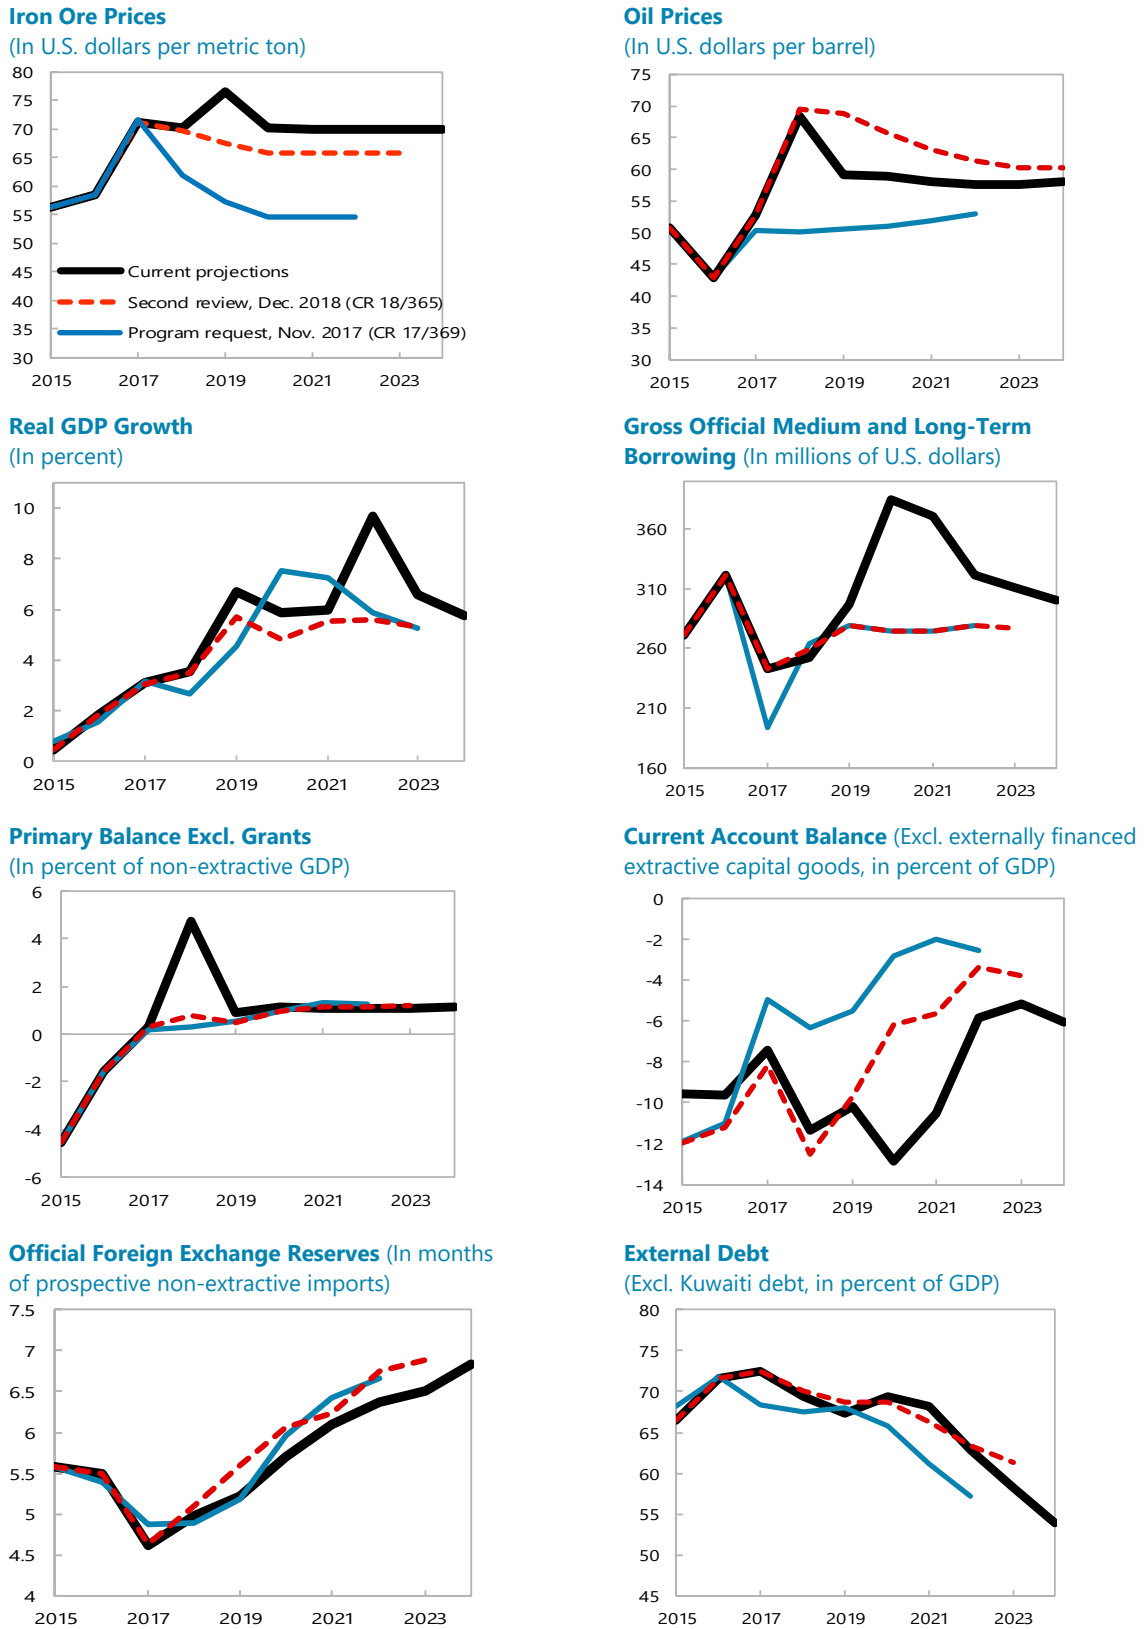 Iron Ore Prices
(In U.S. dollars per metric ton)
80
75
70
65
60
55
50
45
40
35
30
Current projections
Second review, Dec. 2018 (CR 18/365)
Program request, Nov. 2017 (CR 17/369)
2015 2017 2019 2021 2023
Oil Prices
(In U.S. dollars per barrel)
75
70
65
60
55
50
45
40
35
30
2015 2017 2019 2021 2023
Real GDP Growth
(In percent)
10
8
6
4
2
0
2015 2017 2019 2021 2023
Gross Official Medium and Long-Term
Borrowing (In millions of U.S. dollars)
360
310
260
210
160
2015 2017 2019 2021 2023
Primary Balance Excl. Grants
(In percent of non-extractive GDP)
6
4
2
0
-2
-4
-6
2015 2017 2019 2021 2023
Current Account Balance (Excl. externally financed
extractive capital goods, in percent of GDP)
0
-2
-4
-6
-8
-10
-12
-14
2015 2017 2019 2021 2023
Official Foreign Exchange Reserves (In months
of prospective non-extractive imports)
7.5
7
6.5
6
5.5
5
4.5
4
2015 2017 2019 2021 2023
External Debt
(Excl. Kuwaiti debt, in percent of GDP)
80
75
70
65
60
55
50
45
2015 2017 2019 2021 2023